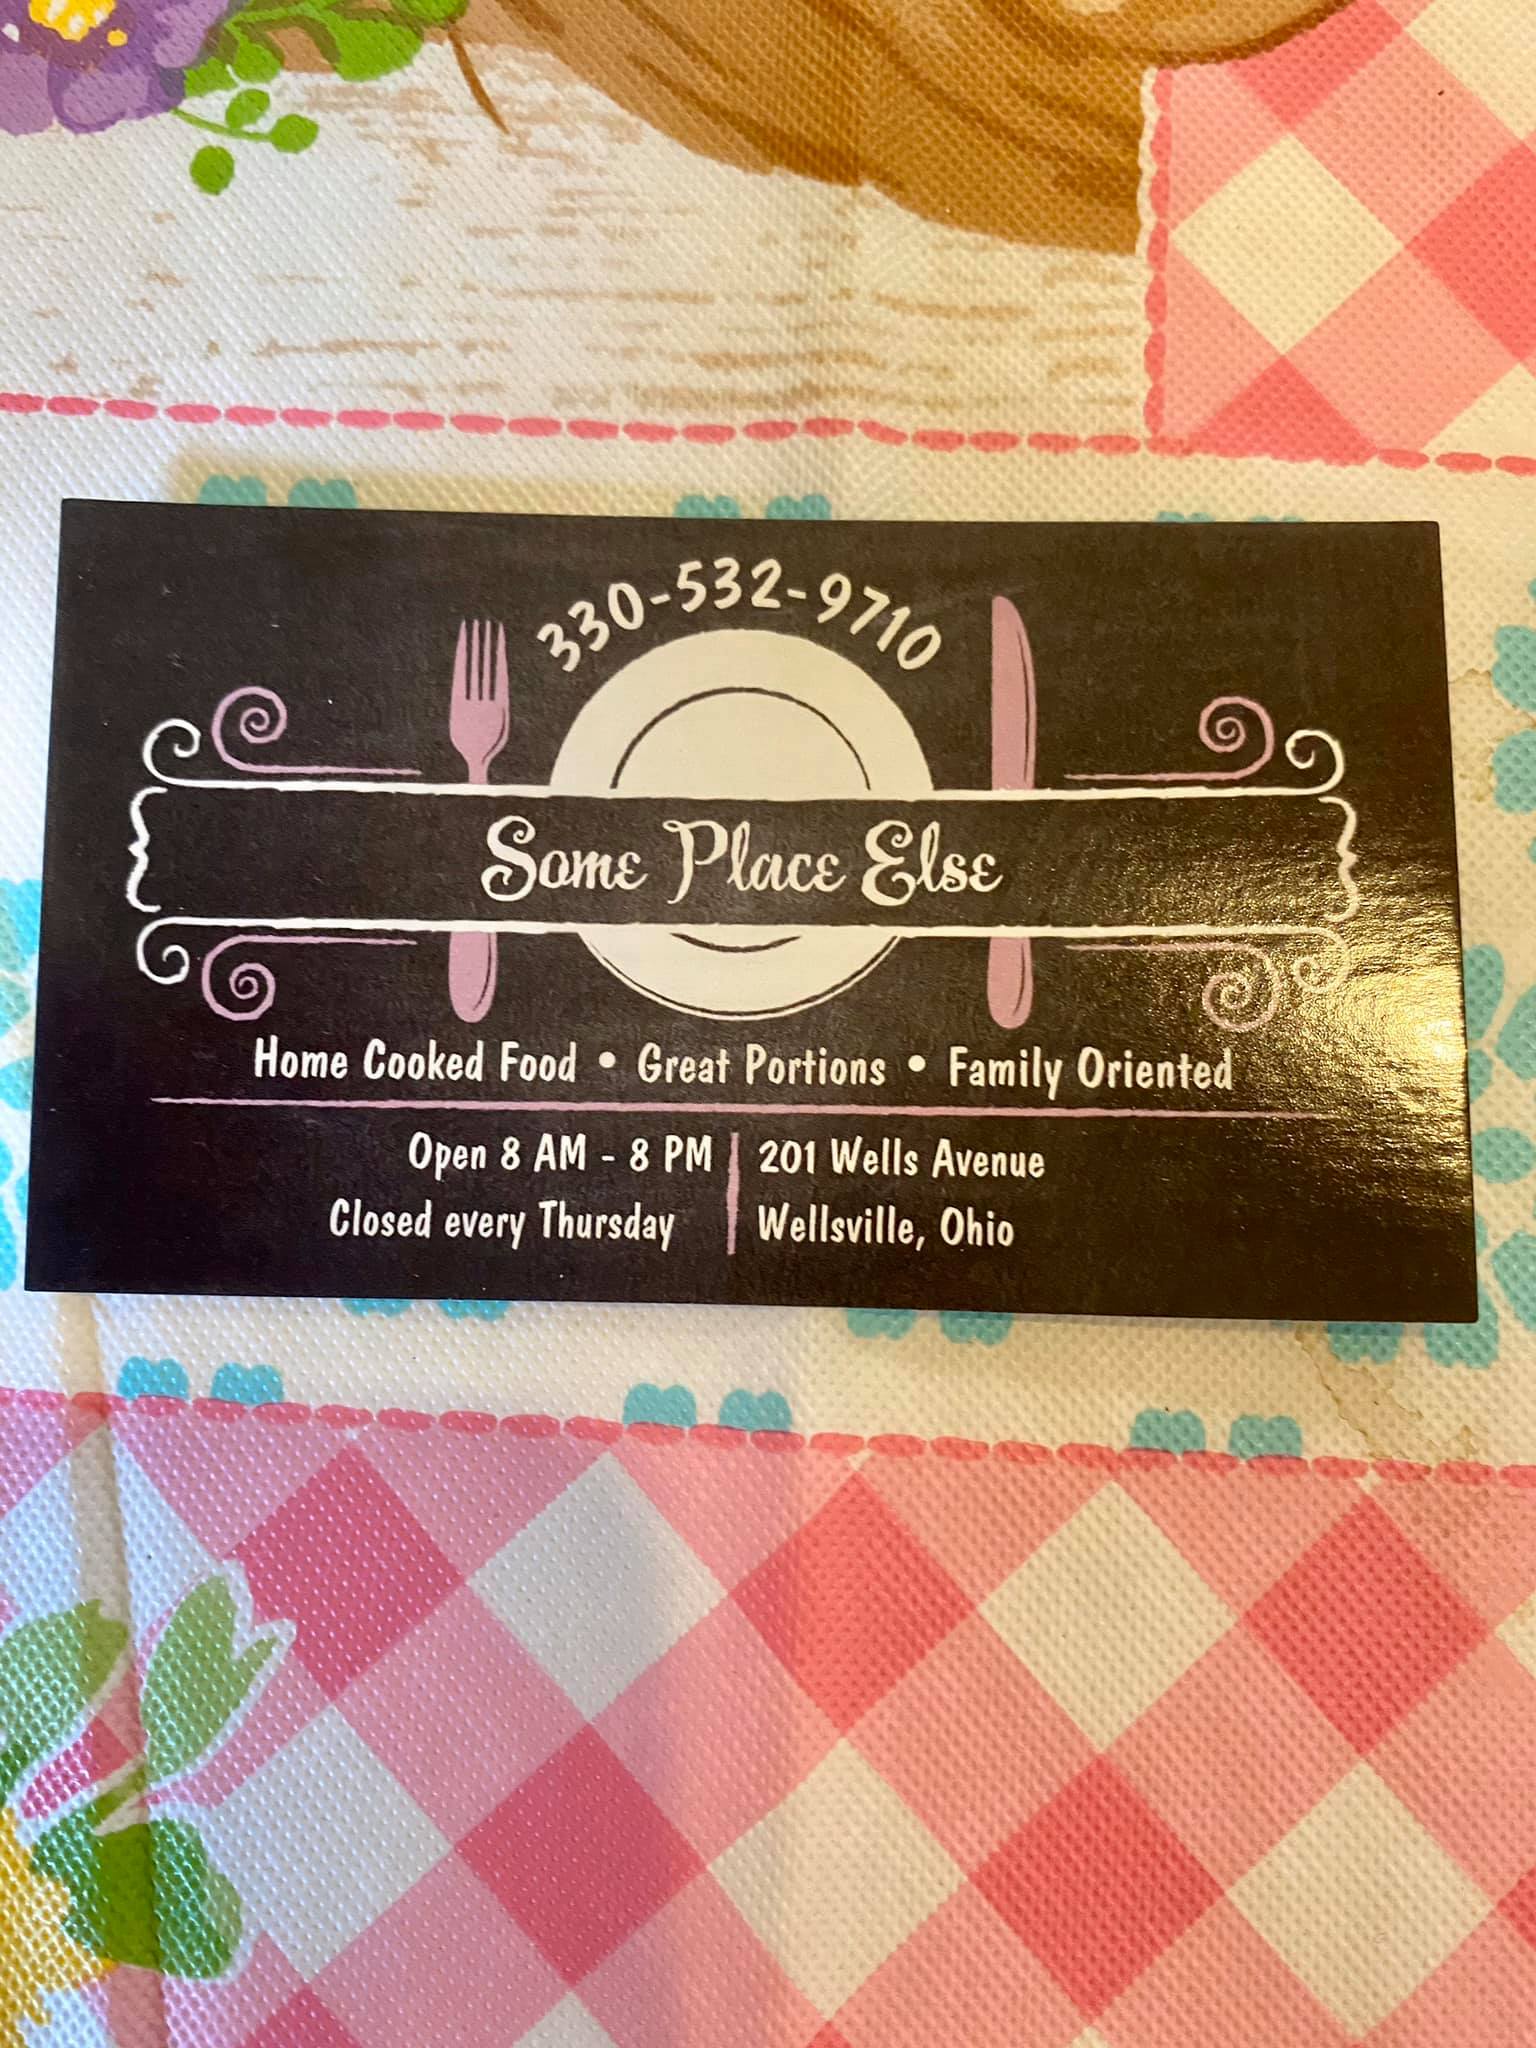 330-532-9710
Some Place Else
Home Cooked Food • Great Portions • Family Oriented
Open 8 AM - 8 PM
Closed every Thursday
201 Wells Avenue
Wellsville, Ohio